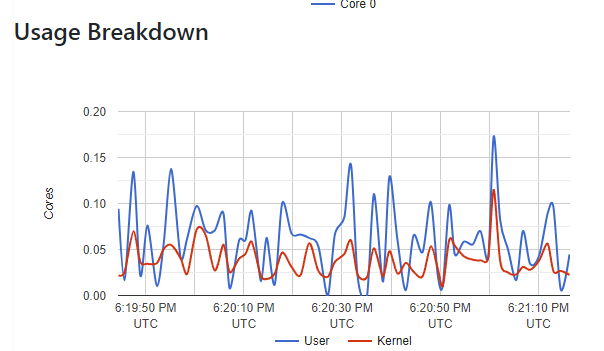 Core 0
Usage Breakdown
0.20
0.15
0.10
0.05
0.00
Cores
6:19:50 PM
UTC
6:20:10 PM
UTC
6:20:30 PM
UTC
6:20:50 PM
UTC
6:21:10 PM
UTC
User
Kernel